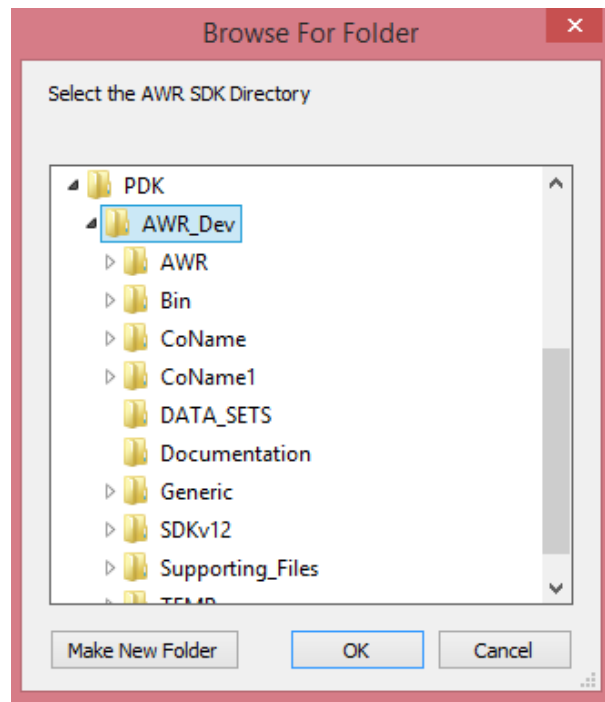 Browse For Folder
Select the AWR SDK Directory
PDK
AWR_Dev
AWR
Bin
CoName
CoName1
DATA_SETS
Documentation
Generic
SDKv12
Supporting_Files
TEMP
Make New Folder
OK
Cancel